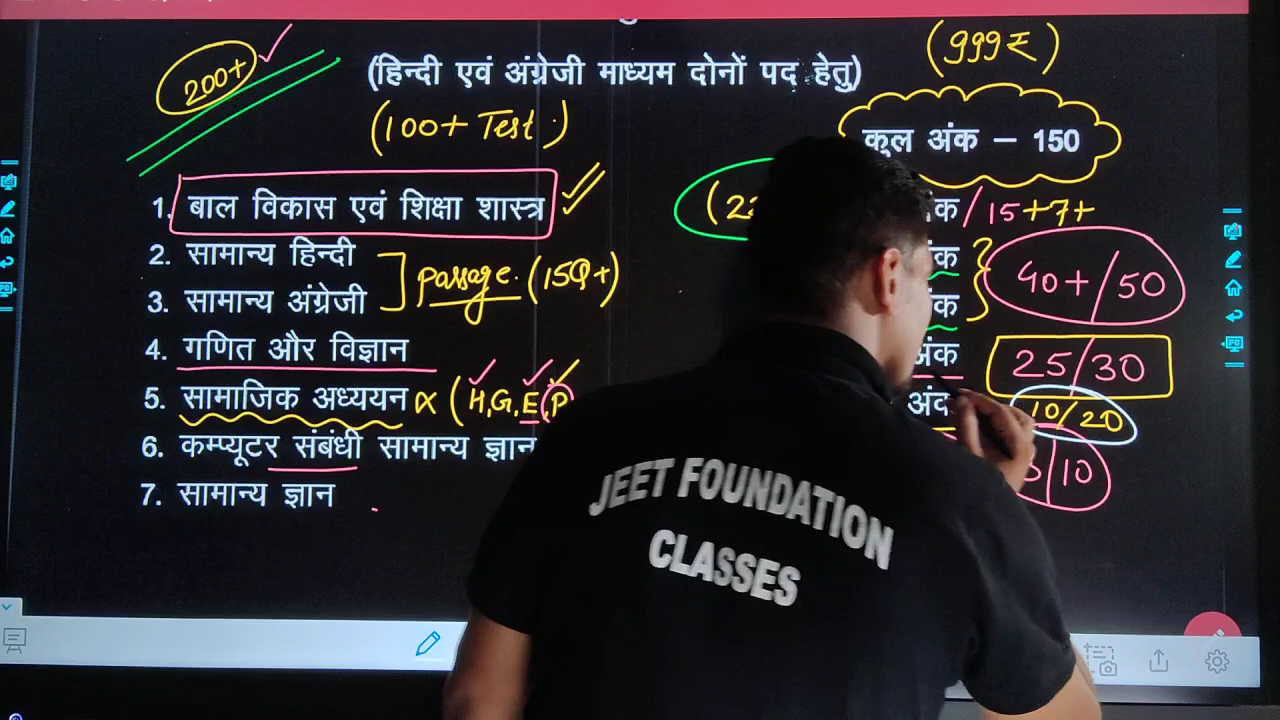 (999₹)
200+
(हिन्दी एवं अंग्रेजी माध्यम दोनों पद हेतु)
(100+ Test)
कुल अंक – 150
1. बाल विकास एवं शिक्षा शास्त्र / 15+7+
2. सामान्य हिन्दी
3. सामान्य अंग्रेजी
Passage (15Q+)
40+/50
4. गणित और विज्ञान अंक 25/30
5. सामाजिक अध्ययन (H,G,E,P 10/20
6. कम्प्यूटर संबंधी सामान्य ज्ञान /10
7. सामान्य ज्ञान
JEET FOUNDATION
CLASSES